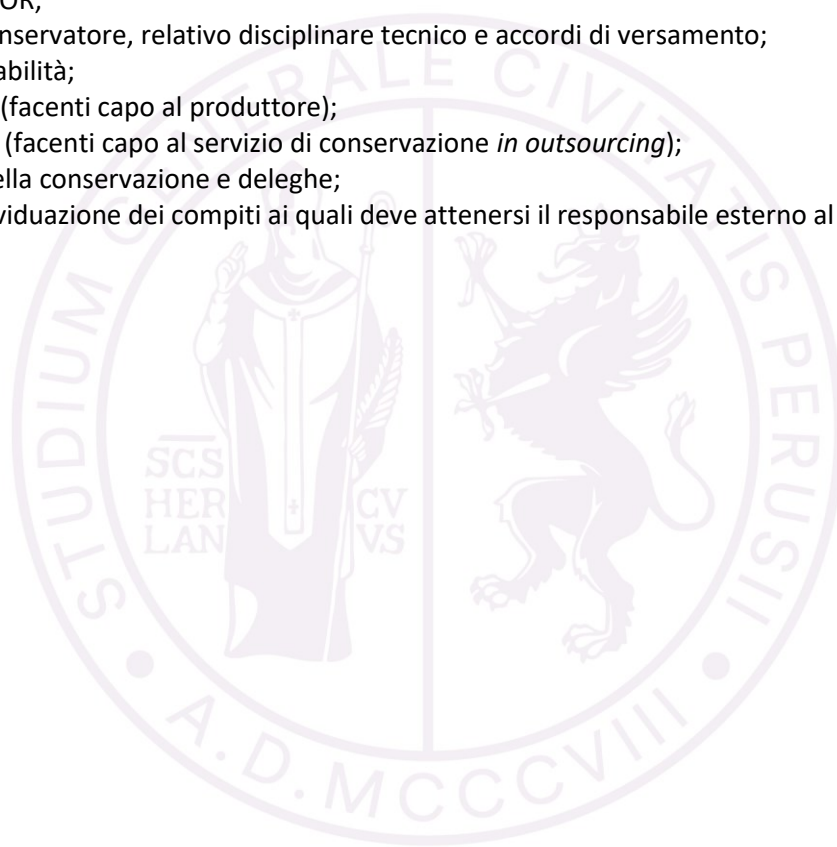 OR;
nservatore, relativo disciplinare tecnico e accordi di versamento;
abilità;
(facenti capo al produttore);
(facenti capo al servizio di conservazione in outsourcing);
ella conservazione e deleghe;
viduazione dei compiti ai quali deve attenersi il responsabile esterno al
STUDIUM GENERALE CIVITATIS PERUSII
SCS
HER
LAN
CV
VS
A.D. MCCCVIII